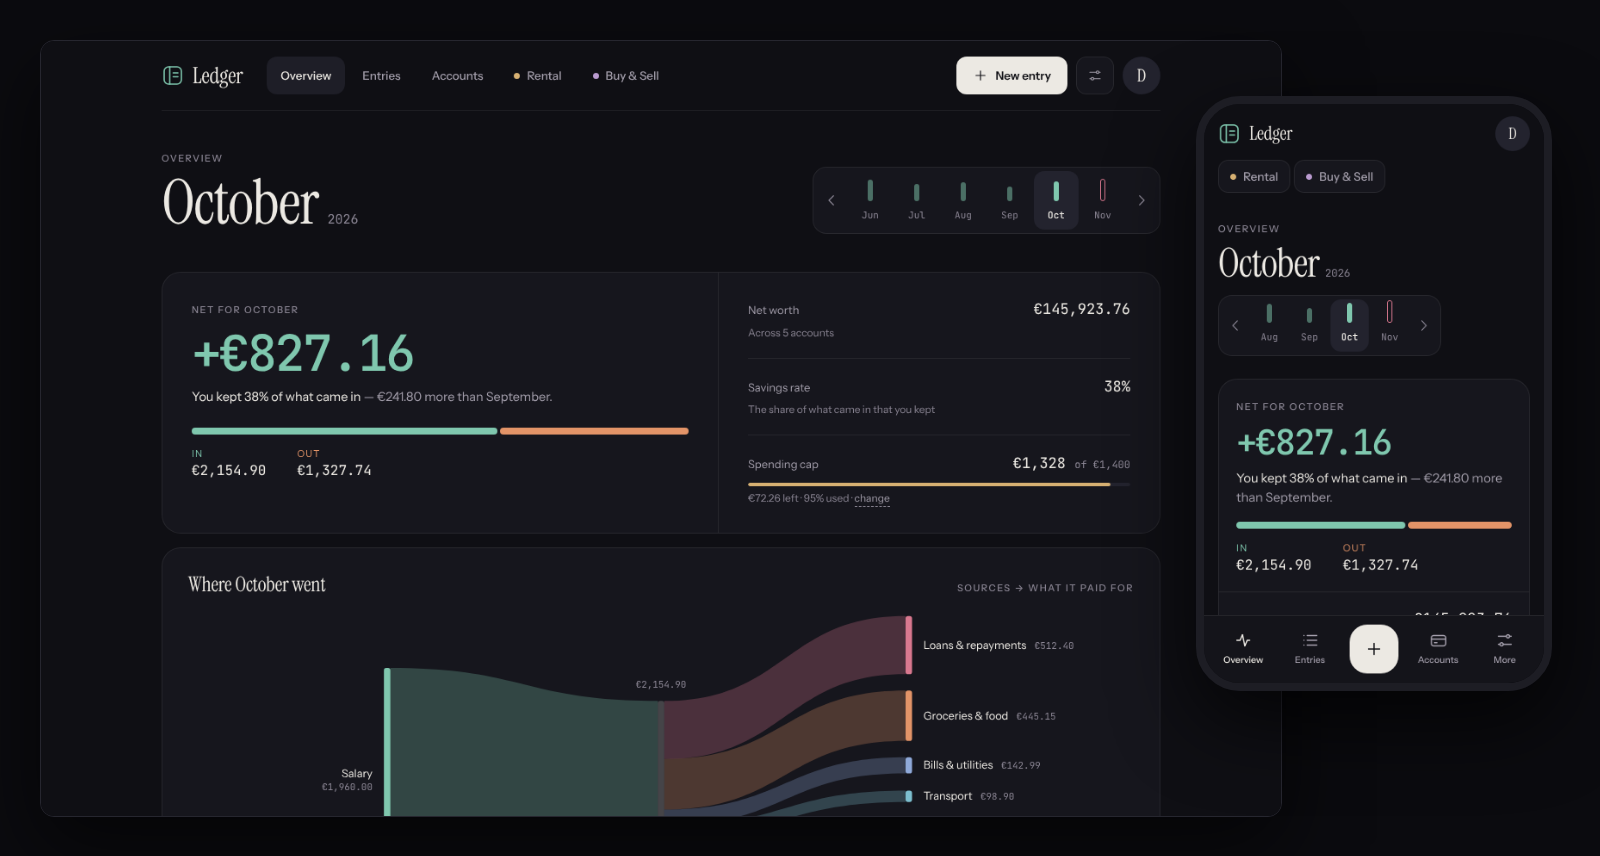 Ledger
Overview
Entries
Accounts
Rental
Buy & Sell
New entry
D
OVERVIEW
October 2026
Jun
Jul
Aug
Sep
Oct
Nov
NET FOR OCTOBER
+€827.16
You kept 38% of what came in — €241.80 more than September.
IN
€2,154.90
OUT
€1,327.74
Net worth
€145,923.76
Across 5 accounts
Savings rate
38%
The share of what came in that you kept
Spending cap
€1,328 of €1,400
€72.26 left · 95% used · change
Where October went
SOURCES → WHAT IT PAID FOR
Loans & repayments €512.40
€2,154.90
Groceries & food €445.15
Bills & utilities €142.99
Salary
€1,960.00
Transport €98.90
Ledger
D
Rental
Buy & Sell
OVERVIEW
October 2026
Aug
Sep
Oct
Nov
NET FOR OCTOBER
+€827.16
You kept 38% of what came in — €241.80 more
than September.
IN
€2,154.90
OUT
€1,327.74
Overview
Entries
Accounts
More